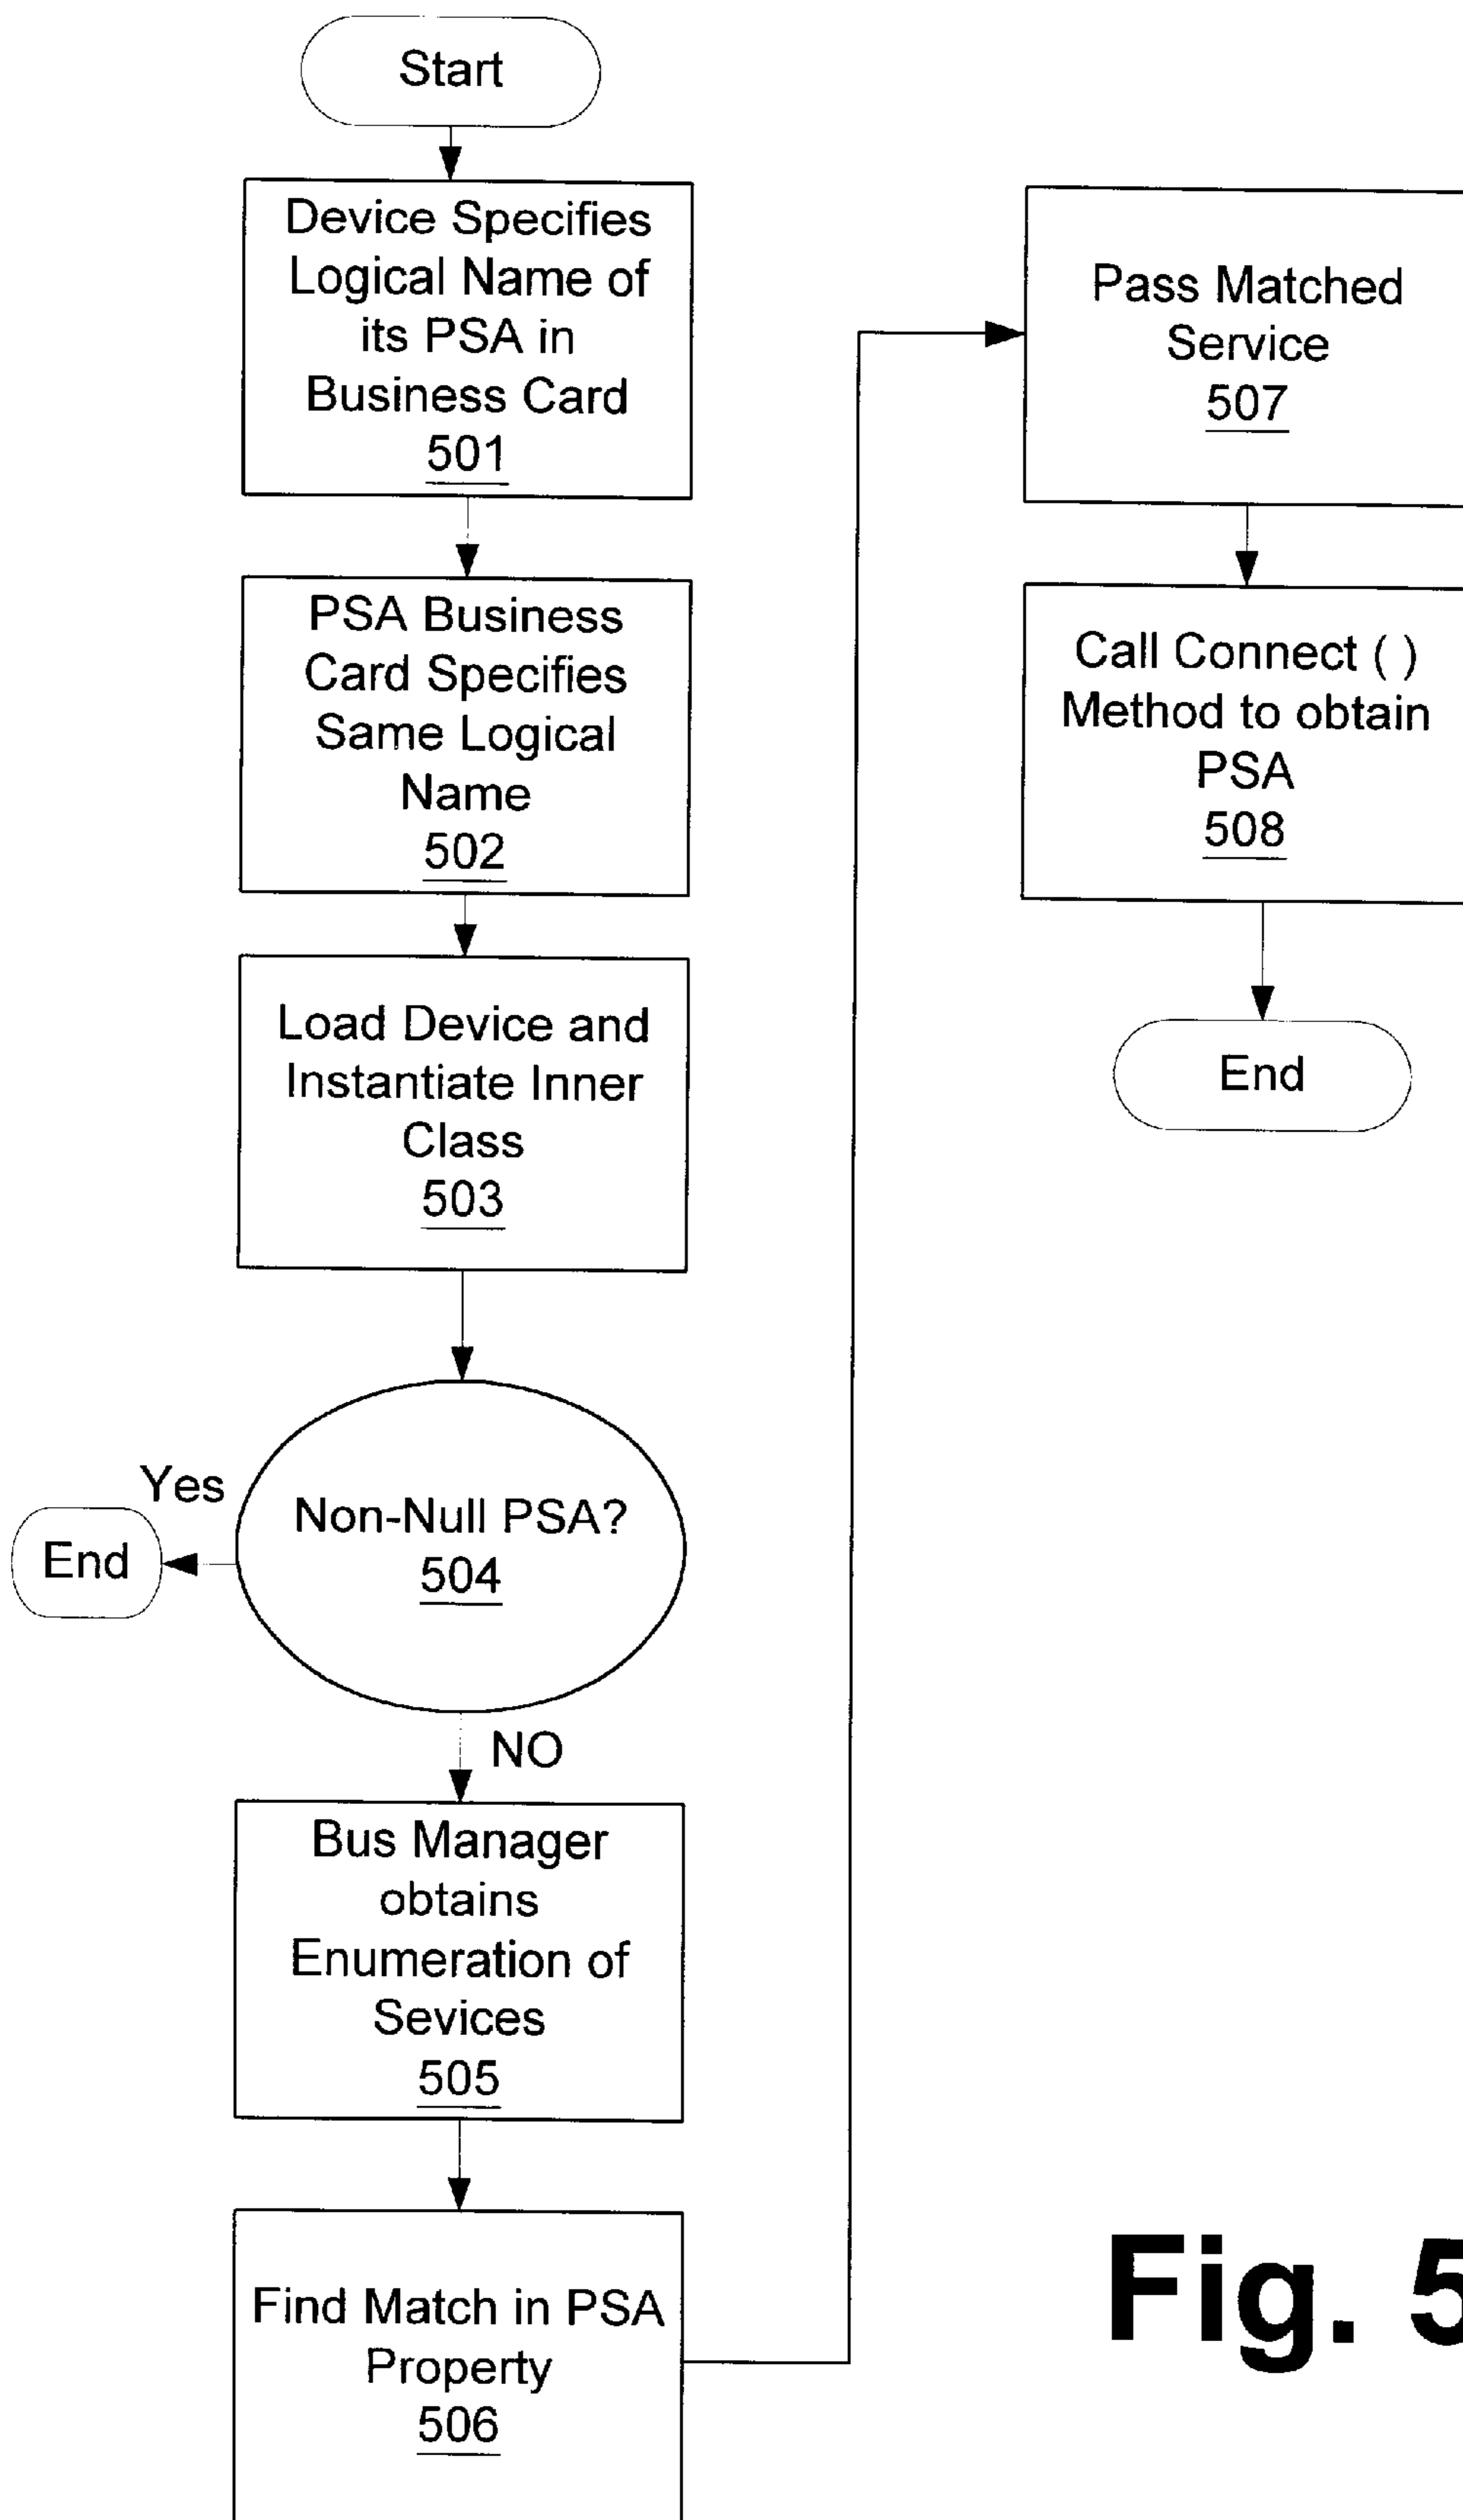 Start
Device Specifies
Logical Name of
its PSA in
Business Card
501
PSA Business
Card Specifies
Same Logical
Name
502
Load Device and
Instantiate Inner
Class
503
Non-Null PSA?
504
Yes
End
NO
Bus Manager
obtains
Enumeration of
Sevices
505
Find Match in PSA
Property
506
Pass Matched
Service
507
Call Connect ( )
Method to obtain
PSA
508
End
Fig. 5